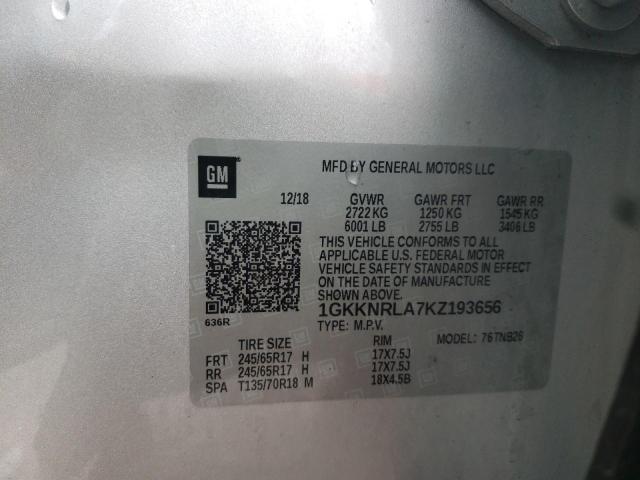 GM
MFD BY GENERAL MOTORS LLC
12/18 GVWR GAWR FRT GAWR RR
2722 KG 1250 KG 1545 KG
6001 LB 2755 LB 3406 LB
THIS VEHICLE CONFORMS TO ALL
APPLICABLE U.S. FEDERAL MOTOR
VEHICLE SAFETY STANDARDS IN EFFECT
ON THE DATE OF MANUFACTURE
SHOWN ABOVE.
636R 1GKKNRLA7KZ193656
TYPE: M.P.V. MODEL: 76TNB26
TIRE SIZE RIM
FRT 245/65R17 H 17X7.5J
RR 245/65R17 H 17X7.5J
SPA T135/70R18 M 18X4.5B